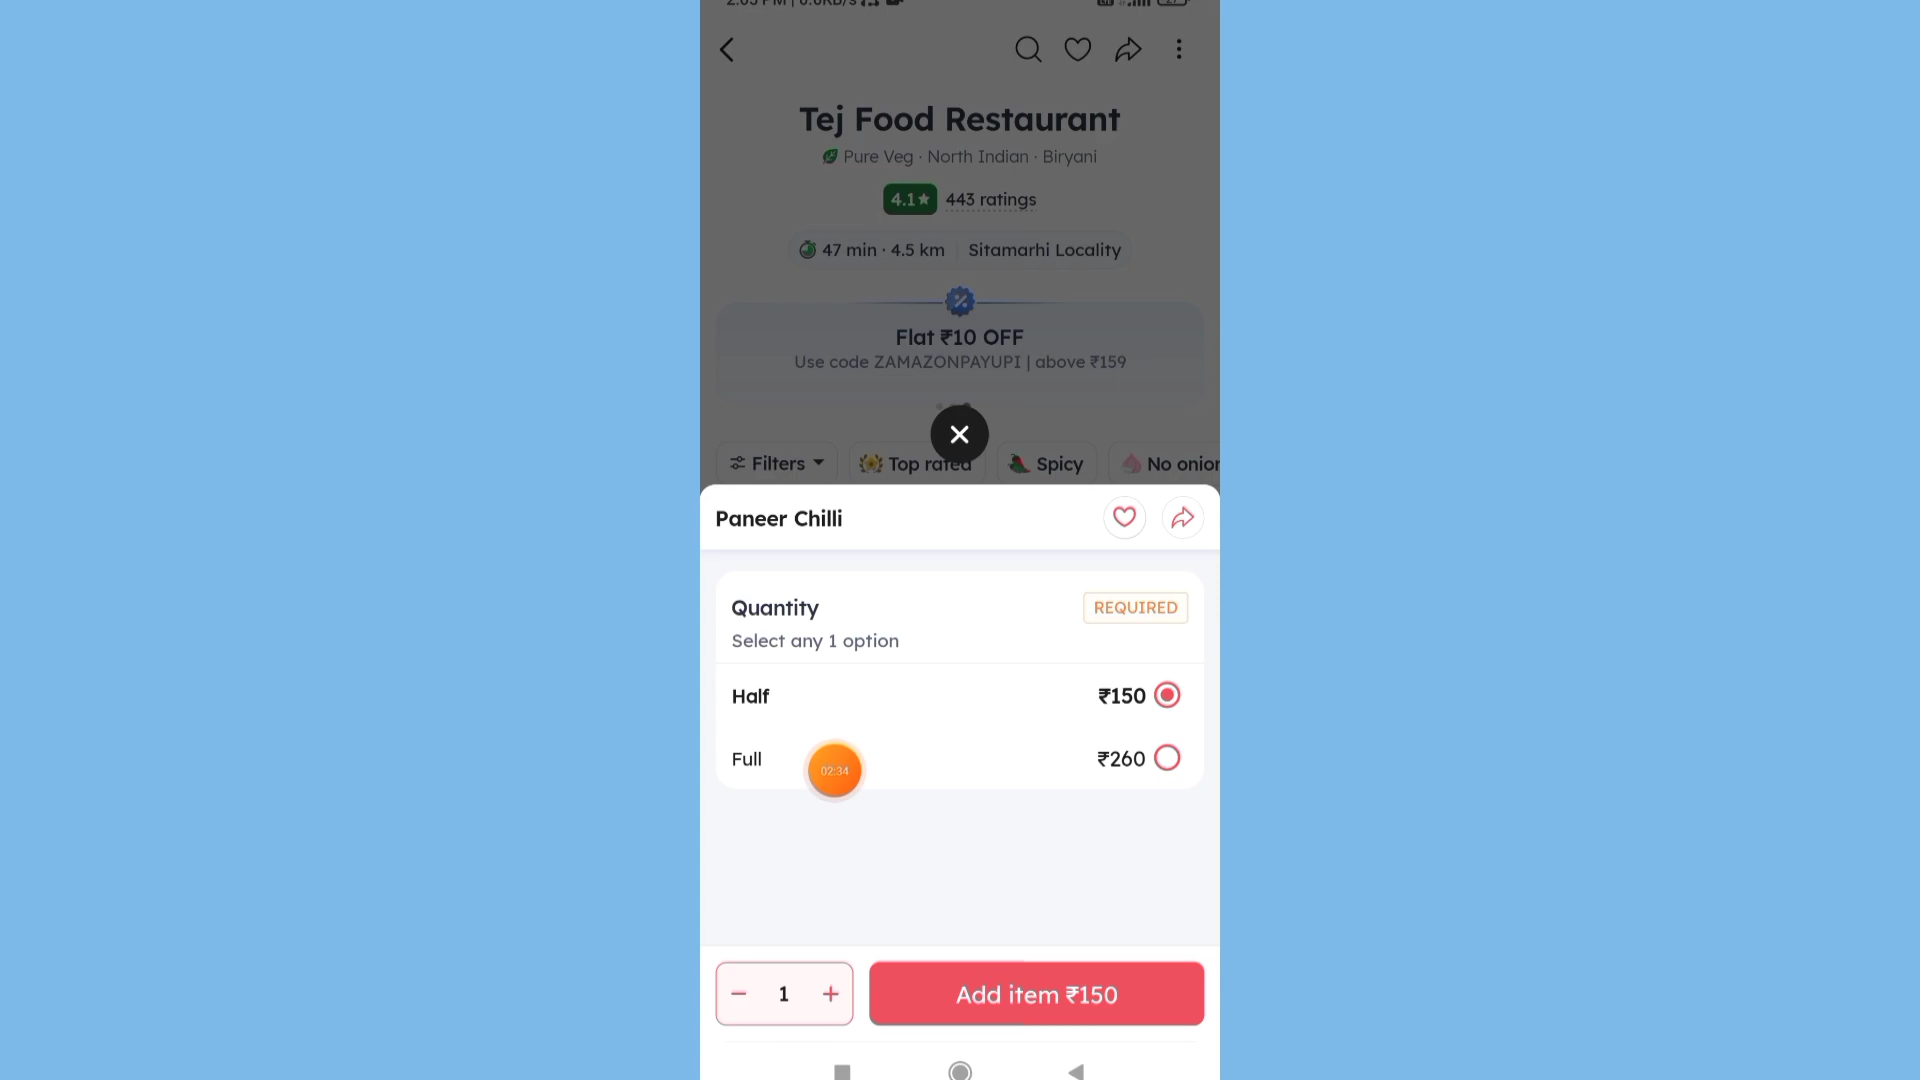 Tej Food Restaurant
Pure Veg · North Indian · Biryani
4.1★ 443 ratings
47 min · 4.5 km Sitamarhi Locality
Flat ₹10 OFF
Use code ZAMAZONPAYUPI | above ₹159
Filters Top rated Spicy No onion
Paneer Chilli
Quantity REQUIRED
Select any 1 option
Half ₹150
Full ₹260
02:34
1 Add item ₹150